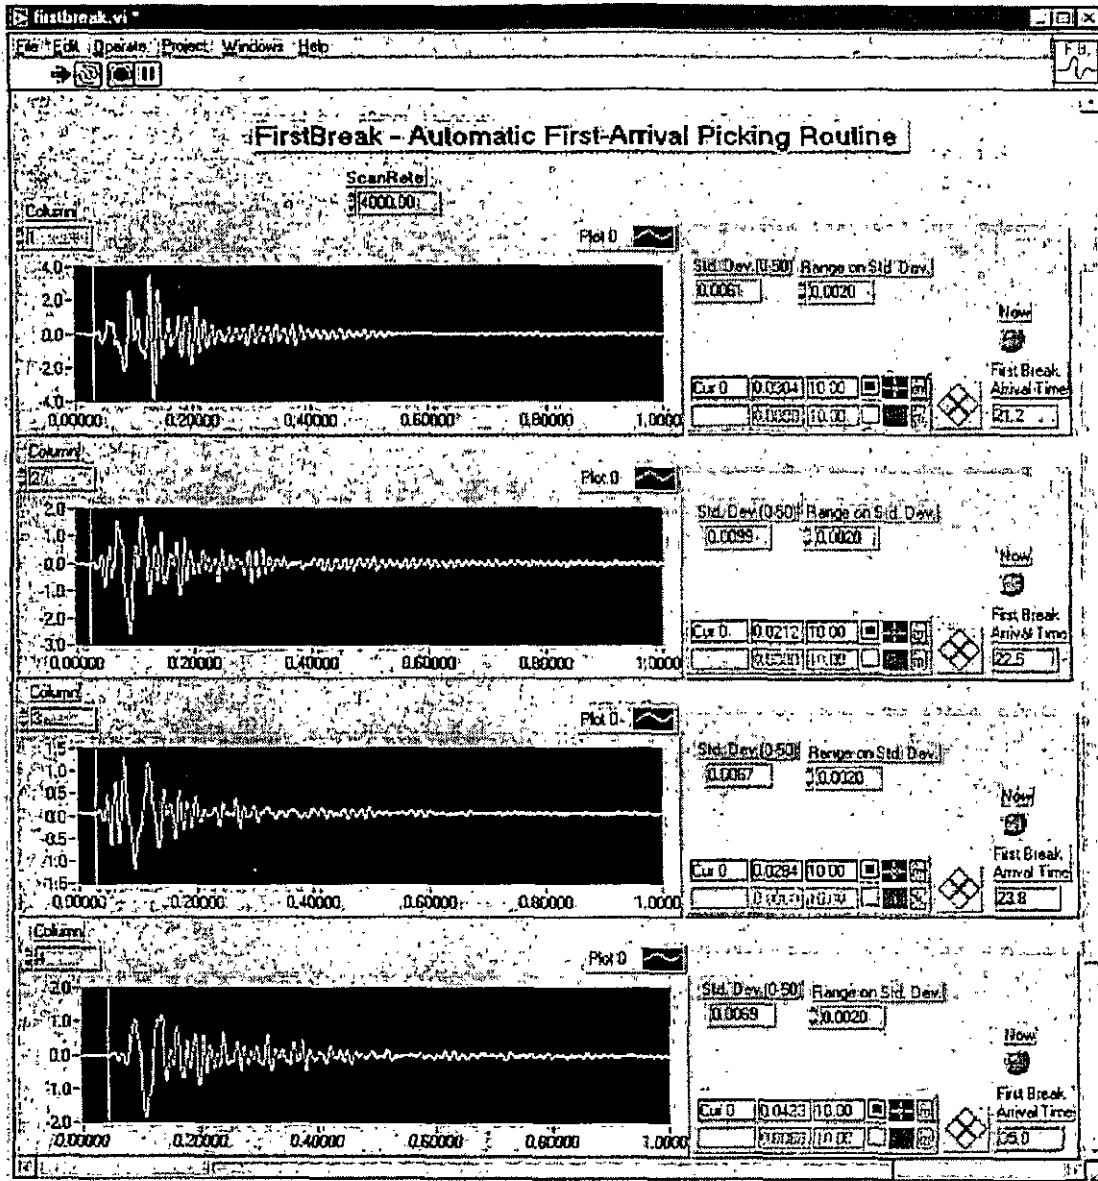 firstbreak.vi *
File Edit Operate Project Windows Help
F.B.
FirstBreak - Automatic First-Arrival Picking Routine
ScanRate
4000.00
Column
1
Plot 0
4.0
2.0
0.0
-2.0
-4.0
0.00000 0.20000 0.40000 0.60000 0.80000 1.0000
Std. Dev.(0-50) Range on Std. Dev.
0.0061 0.0020
Now
First Break
Arrival Time
21.2
Cur 0 0.0304 10.00
0.0000 10.00
Column
2
Plot 0
2.0
1.0
0.0
-1.0
-2.0
-3.0
0.00000 0.20000 0.40000 0.60000 0.80000 1.0000
Std. Dev.(0-50) Range on Std. Dev.
0.0099 0.0020
Now
First Break
Arrival Time
22.5
Cur 0 0.0212 10.00
10.00
Column
3
Plot 0
1.5
1.0
0.5
0.0
-0.5
-1.0
-1.5
0.00000 0.20000 0.40000 0.60000 0.80000 1.0000
Std. Dev.(0-50) Range on Std. Dev.
0.0067 0.0020
Now
First Break
Arrival Time
23.8
Cur 0 0.0284 10.00
Column
Plot 0
2.0
1.0
0.0
-1.0
-2.0
0.00000 0.20000 0.40000 0.60000 0.80000 1.0000
Std. Dev.(0-50) Range on Std. Dev.
0.0069 0.0020
Now
First Break
Arrival Time
35.0
Cur 0 0.0423 10.00